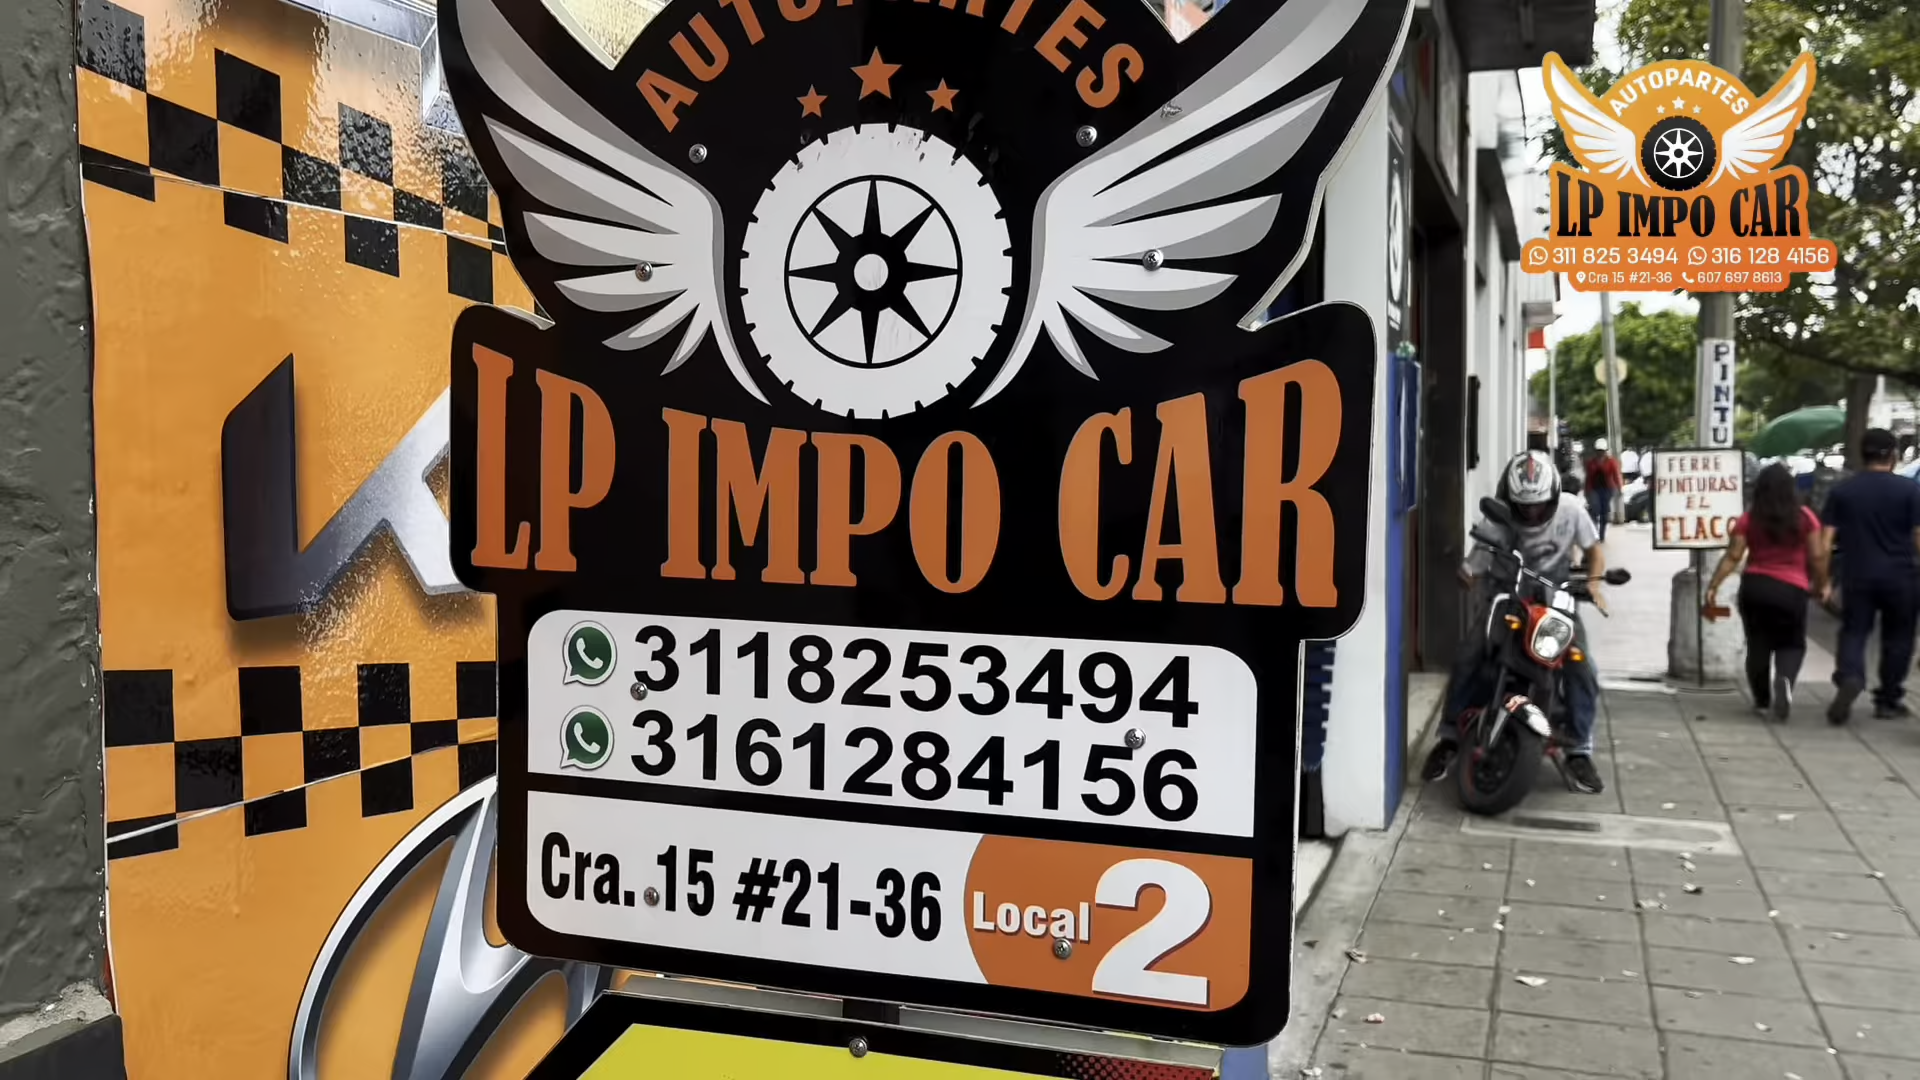 AUTOPARTES
LP IMPO CAR
3118253494
3161284156
Cra. 15 #21-36
Local 2
AUTOPARTES
LP IMPO CAR
311 825 3494 316 128 4156
Cra 15 #21-36 607 697 8613
PINTU
FERRE
PINTURAS
EL
FLACO